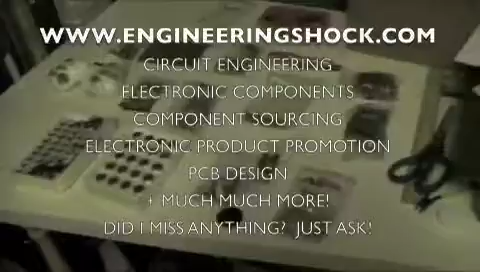 WWW.ENGINEERINGSHOCK.COM
CIRCUIT ENGINEERING
ELECTRONIC COMPONENTS
COMPONENT SOURCING
ELECTRONIC PRODUCT PROMOTION
PCB DESIGN
+ MUCH MUCH MORE!
DID I MISS ANYTHING? JUST ASK!